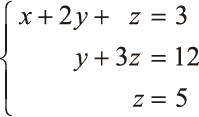 x + 2y + z = 3
y + 3z = 12
z = 5